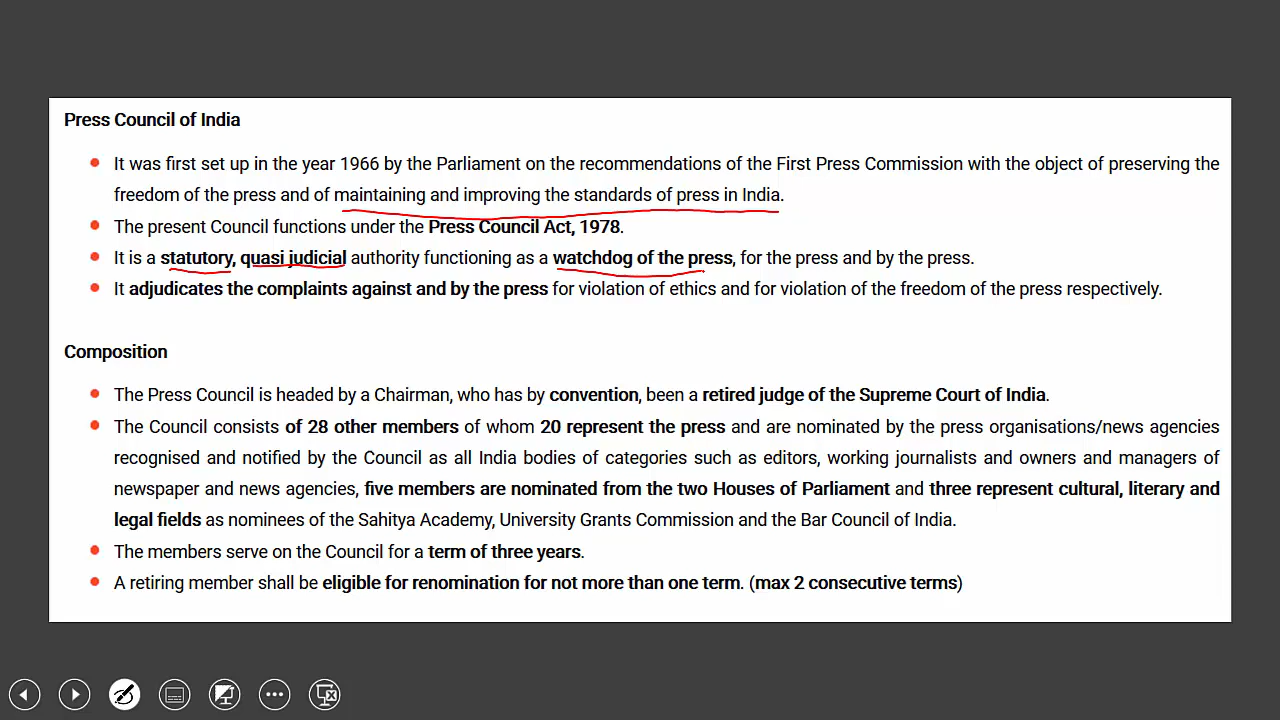 Press Council of India
It was first set up in the year 1966 by the Parliament on the recommendations of the First Press Commission with the object of preserving the
freedom of the press and of maintaining and improving the standards of press in India.
The present Council functions under the Press Council Act, 1978.
It is a statutory, quasi judicial authority functioning as a watchdog of the press, for the press and by the press.
It adjudicates the complaints against and by the press for violation of ethics and for violation of the freedom of the press respectively.
Composition
The Press Council is headed by a Chairman, who has by convention, been a retired judge of the Supreme Court of India.
The Council consists of 28 other members of whom 20 represent the press and are nominated by the press organisations/news agencies
recognised and notified by the Council as all India bodies of categories such as editors, working journalists and owners and managers of
newspaper and news agencies, five members are nominated from the two Houses of Parliament and three represent cultural, literary and
legal fields as nominees of the Sahitya Academy, University Grants Commission and the Bar Council of India.
The members serve on the Council for a term of three years.
A retiring member shall be eligible for renomination for not more than one term. (max 2 consecutive terms)